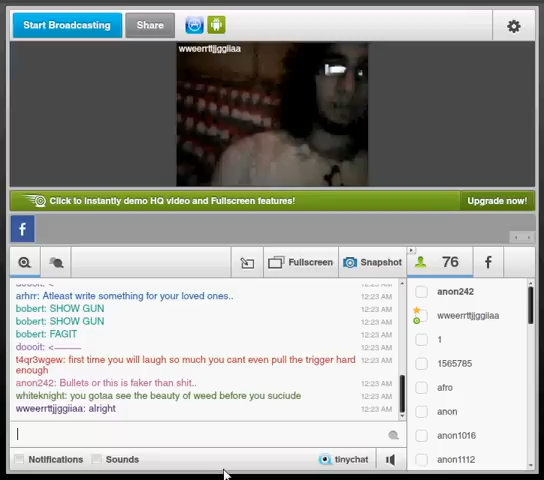 Start Broadcasting
Share
wweerrttjjggiiaa
Click to instantly demo HQ video and Fullscreen features!
Upgrade now!
f
Fullscreen
Snapshot
76
f
12:23 AM
arhrr: Atleast write something for your loved ones.. 12:23 AM
bobert: SHOW GUN 12:23 AM
bobert: SHOW GUN 12:23 AM
bobert: FAGIT 12:23 AM
doooit: <-------- 12:23 AM
t4qr3wgew: first time you will laugh so much you cant even pull the trigger hard 12:23 AM
enough
anon242: Bullets or this is faker than shit.. 12:23 AM
whiteknight: you gotaa see the beauty of weed before you suciude 12:23 AM
wweerrttjjggiiaa: alright 12:23 AM
anon242
wweerrttjjggiiaa
1
1565785
afro
anon
anon1016
anon1112
Notifications
Sounds
tinychat